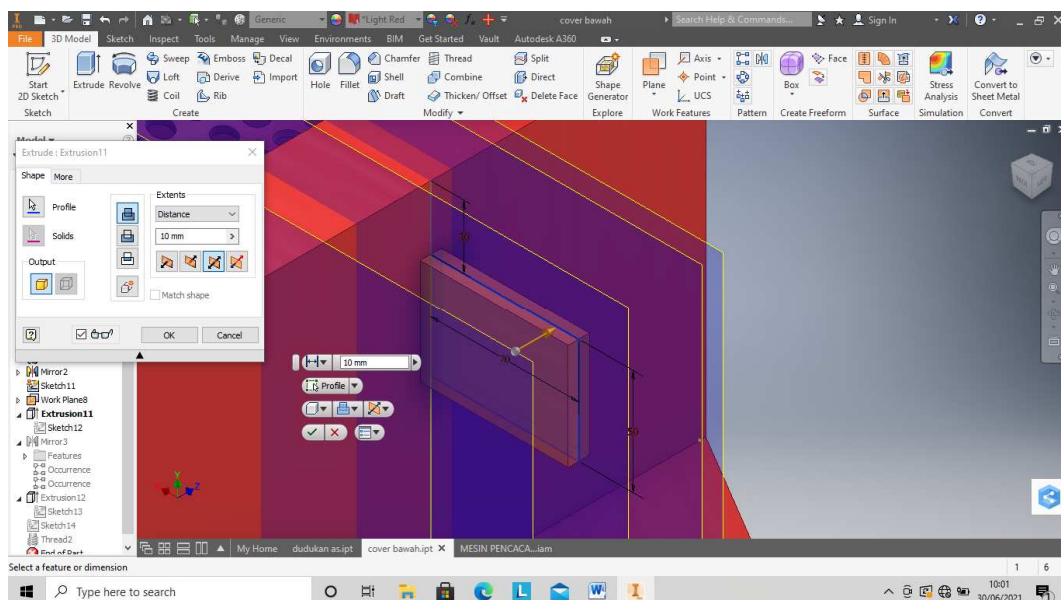 Generic
"Light Red
cover bawah
Search Help & Commands...
Sign In
File 3D Model Sketch Inspect Tools Manage View Environments BIM Get Started Vault Autodesk A360
Start 2D Sketch
Extrude
Revolve
Sweep Emboss Decal
Loft Derive Import
Coil Rib
Hole
Fillet
Chamfer Thread Split
Shell Combine Direct
Draft Thicken/ Offset Delete Face
Shape Generator
Plane
Axis
Point
UCS
Box
Face
Stress Analysis
Convert to Sheet Metal
Sketch Create Modify Explore Work Features Pattern Create Freeform Surface Simulation Convert
Extrude : Extrusion11
Shape More
Profile
Solids
Output
Extents
Distance
10 mm
Match shape
OK Cancel
Mirror2
Sketch11
Work Plane8
Extrusion11
Sketch12
Mirror3
Features
Occurrence
Occurrence
Extrusion12
Sketch13
Sketch14
Thread2
End of Part
10 mm
Profile
50
Y
Z
My Home dudukan as.ipt cover bawah.ipt MESIN PENCACA...iam
Select a feature or dimension
1 6
Type here to search
10:01
30/06/2021